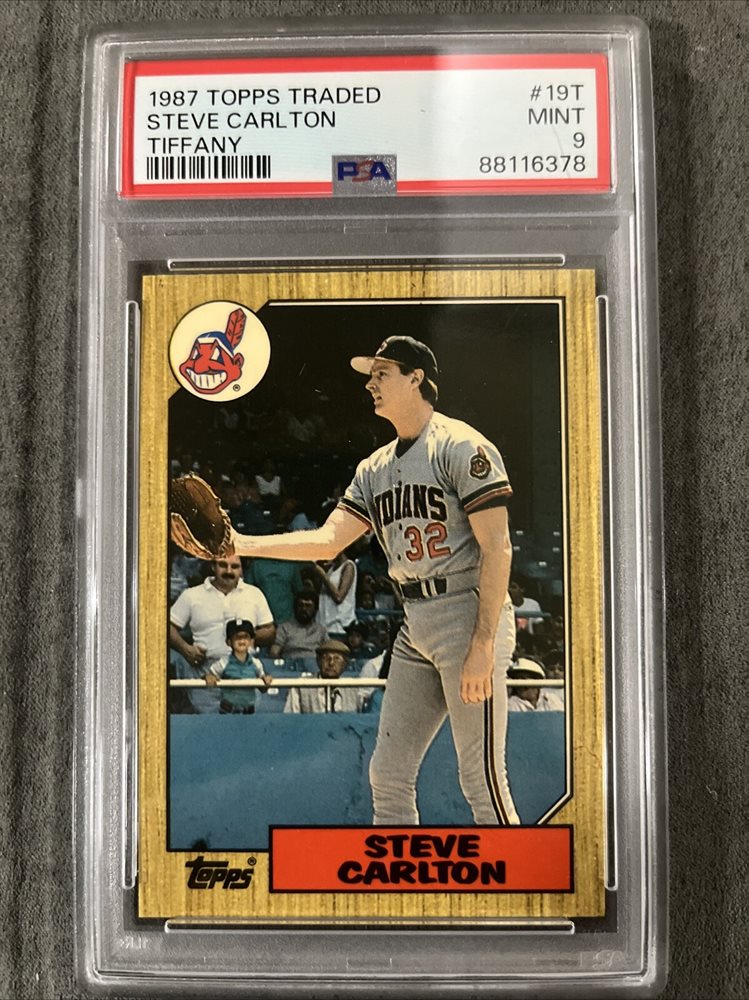 1987 TOPPS TRADED
#19T
STEVE CARLTON
MINT
TIFFANY
9
PSA
88116378
INDIANS
32
Topps®
STEVE
CARLTON